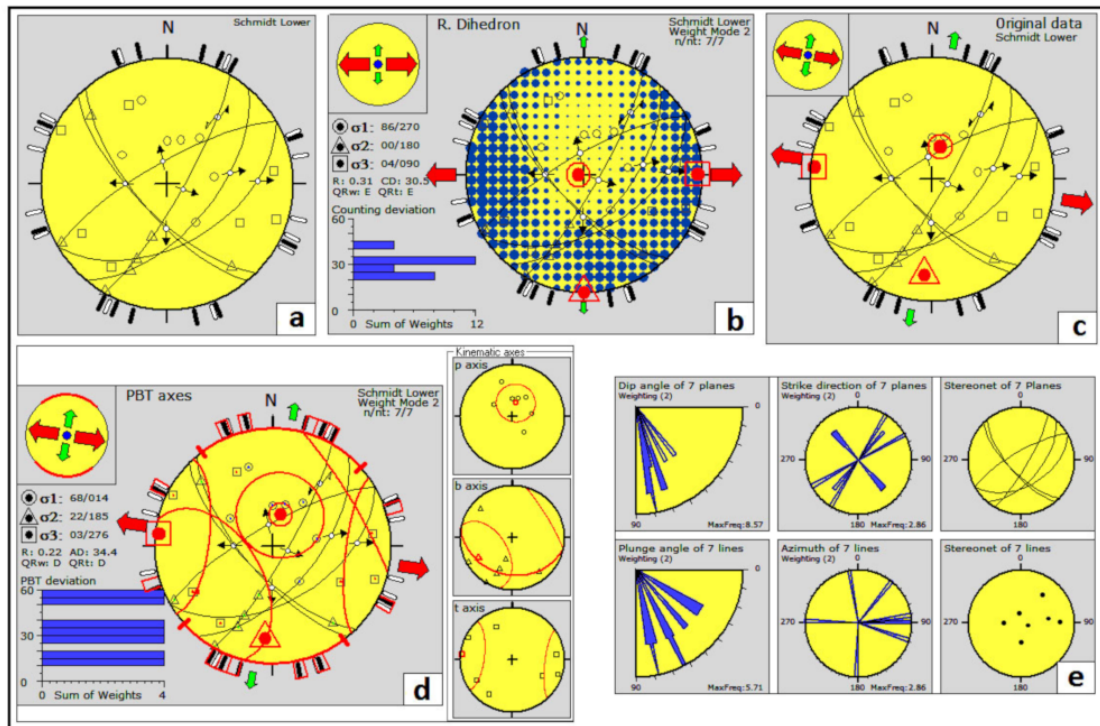 N
Schmidt Lower
a
R. Dihedron
Schmidt Lower
Weight Mode 2
n/nt: 7/7
N
σ1: 86/270
σ2: 00/180
σ3: 04/090
R: 0.31 CD: 30.5
QRw: E QRt: E
Counting deviation
60
30
0
0 Sum of Weights 12
b
Original data
Schmidt Lower
N
c
PBT axes
Schmidt Lower
Weight Mode 2
n/nt: 7/7
N
σ1: 68/014
σ2: 22/185
σ3: 03/276
R: 0.22 AD: 34.4
QRw: D QRt: D
PBT deviation
60
30
0
0 Sum of Weights 4
d
Kinematic axes
p axis
b axis
t axis
Dip angle of 7 planes
Weighting (2)
0
90
MaxFreq:8.57
Strike direction of 7 planes
Weighting (2)
0
270
90
180
MaxFreq:2.86
Stereonet of 7 Planes
0
270
90
180
Plunge angle of 7 lines
Weighting (2)
0
90
MaxFreq:5.71
Azimuth of 7 lines
Weighting (2)
0
270
90
180
MaxFreq:2.86
Stereonet of 7 lines
0
270
90
180
e